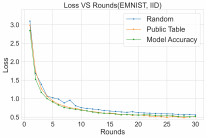 Loss VS Rounds(EMNIST, IID)
Random
Public Table
Model Accuracy
3.0
2.5
2.0
1.5
1.0
0.5
Loss
0
5
10
15
20
25
30
Rounds